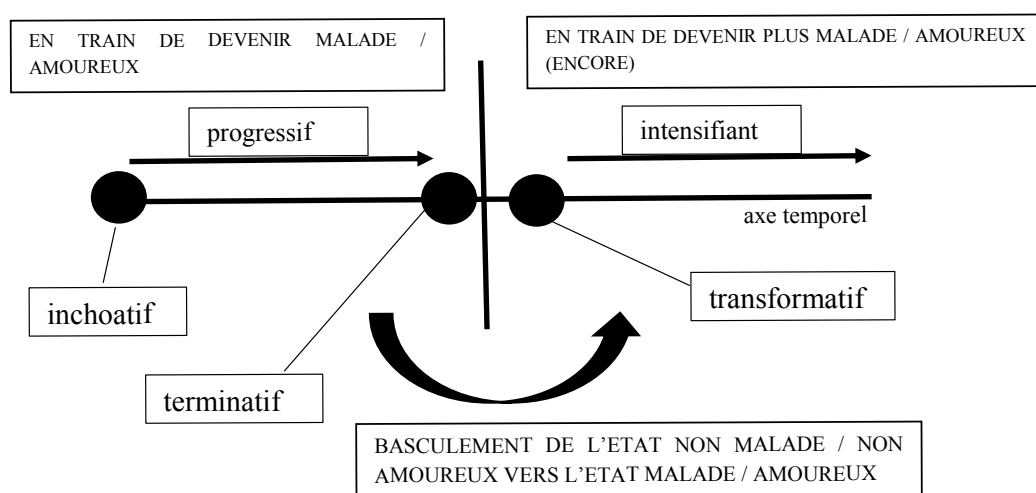 EN TRAIN DE DEVENIR MALADE /
AMOUREUX
EN TRAIN DE DEVENIR PLUS MALADE / AMOUREUX
(ENCORE)
progressif
intensifiant
axe temporel
inchoatif
transformatif
terminatif
BASCULEMENT DE L’ETAT NON MALADE / NON
AMOUREUX VERS L’ETAT MALADE / AMOUREUX